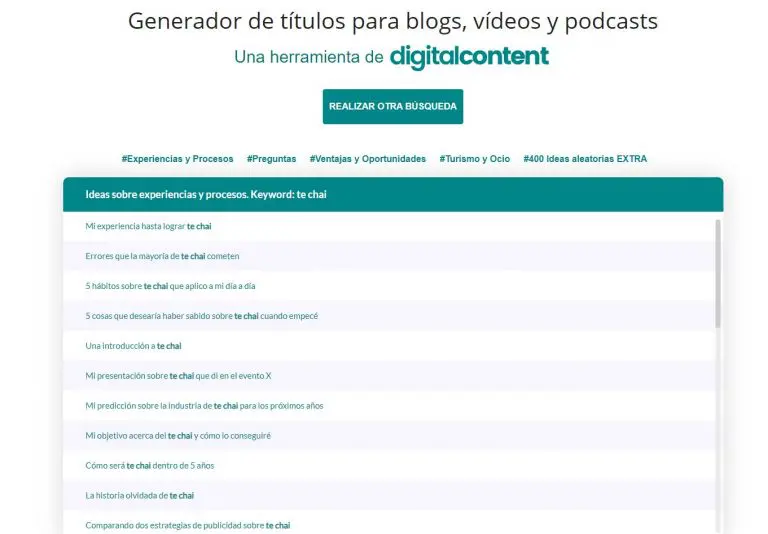 Generador de títulos para blogs, vídeos y podcasts
Una herramienta de digitalcontent
REALIZAR OTRA BÚSQUEDA
#Experiencias y Procesos #Preguntas #Ventajas y Oportunidades #Turismo y Ocio #400 Ideas aleatorias EXTRA
Ideas sobre experiencias y procesos. Keyword: te chai
Mi experiencia hasta lograr te chai
Errores que la mayoría de te chai cometen
5 hábitos sobre te chai que aplico a mi día a día
5 cosas que desearía haber sabido sobre te chai cuando empecé
Una introducción a te chai
Mi presentación sobre te chai que di en el evento X
Mi predicción sobre la industria de te chai para los próximos años
Mi objetivo acerca del te chai y cómo lo conseguiré
Cómo será te chai dentro de 5 años
La historia olvidada de te chai
Comparando dos estrategias de publicidad sobre te chai